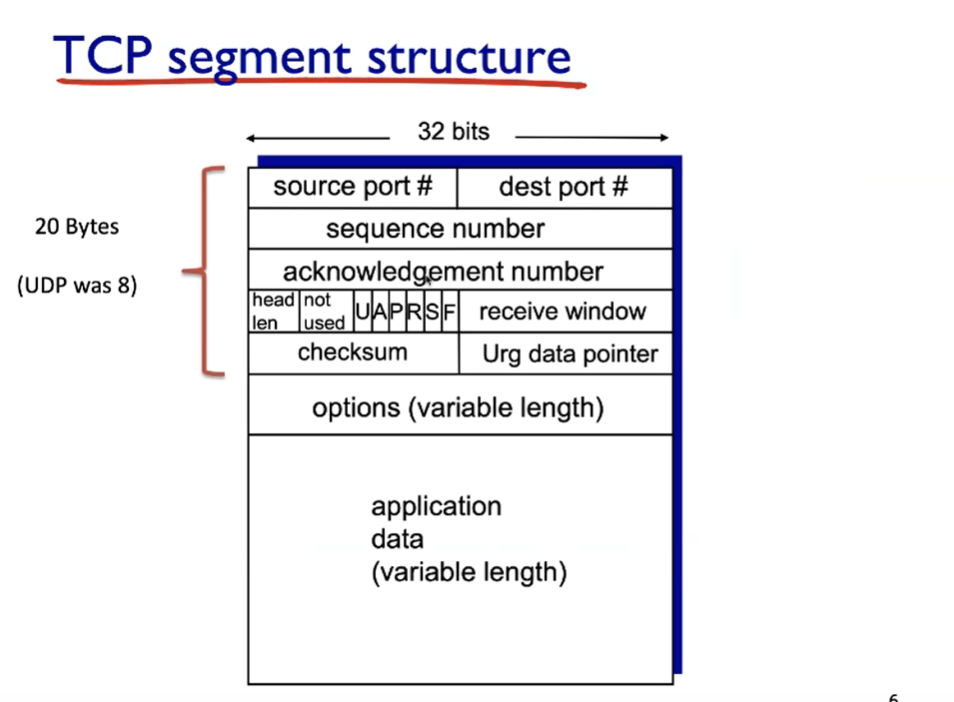 TCP segment structure
32 bits
source port # dest port #
20 Bytes
sequence number
(UDP was 8)
acknowledgement number
head not
len used U A P R S F receive window
checksum Urg data pointer
options (variable length)
application
data
(variable length)
6